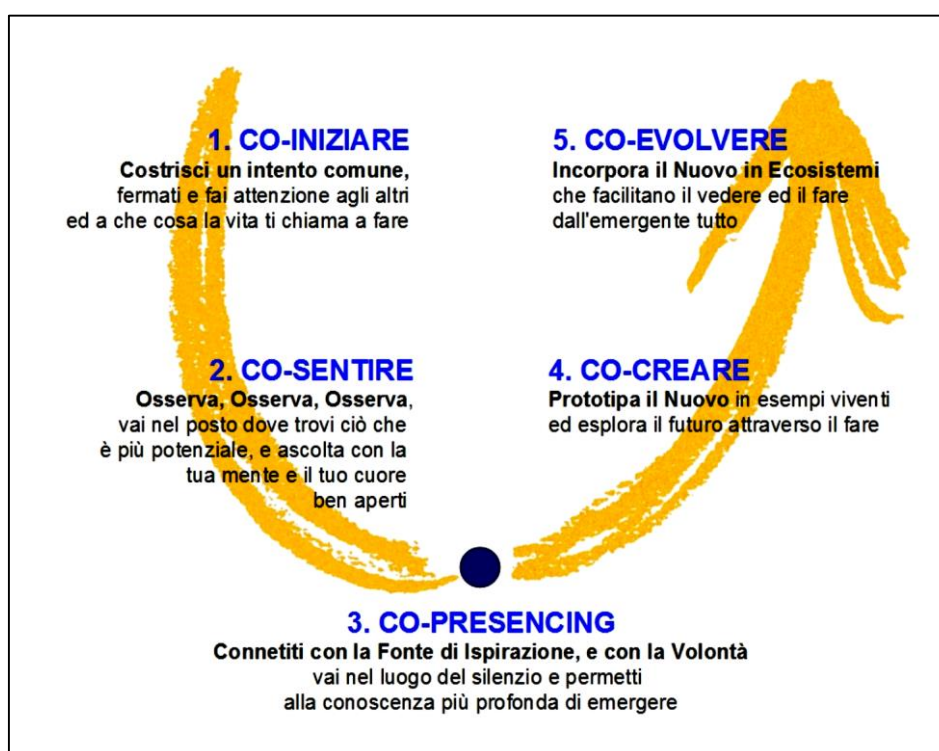 1. CO-INIZIARE
Costrisci un intento comune,
fermati e fai attenzione agli altri
ed a che cosa la vita ti chiama a fare
2. CO-SENTIRE
Osserva, Osserva, Osserva,
vai nel posto dove trovi ciò che
è più potenziale, e ascolta con la
tua mente e il tuo cuore
ben aperti
3. CO-PRESENCING
Connetiti con la Fonte di Ispirazione, e con la Volontà
vai nel luogo del silenzio e permetti
alla conoscenza più profonda di emergere
4. CO-CREARE
Prototipa il Nuovo in esempi viventi
ed esplora il futuro attraverso il fare
5. CO-EVOLVERE
Incorpora il Nuovo in Ecosistemi
che facilitano il vedere ed il fare
dall'emergente tutto